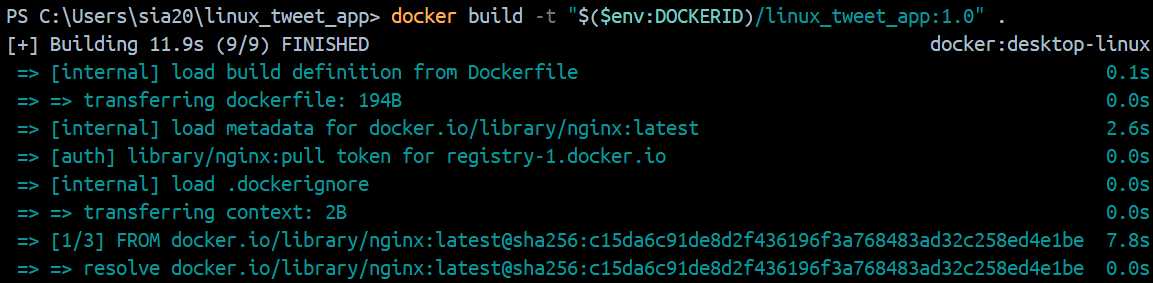 PS C:\Users\sia20\linux_tweet_app> docker build -t "$($env:DOCKERID)/linux_tweet_app:1.0" .
[+] Building 11.9s (9/9) FINISHED docker:desktop-linux
=> [internal] load build definition from Dockerfile 0.1s
=> => transferring dockerfile: 194B 0.0s
=> [internal] load metadata for docker.io/library/nginx:latest 2.6s
=> [auth] library/nginx:pull token for registry-1.docker.io 0.0s
=> [internal] load .dockerignore 0.0s
=> => transferring context: 2B 0.0s
=> [1/3] FROM docker.io/library/nginx:latest@sha256:c15da6c91de8d2f436196f3a768483ad32c258ed4e1be 7.8s
=> => resolve docker.io/library/nginx:latest@sha256:c15da6c91de8d2f436196f3a768483ad32c258ed4e1be 0.0s